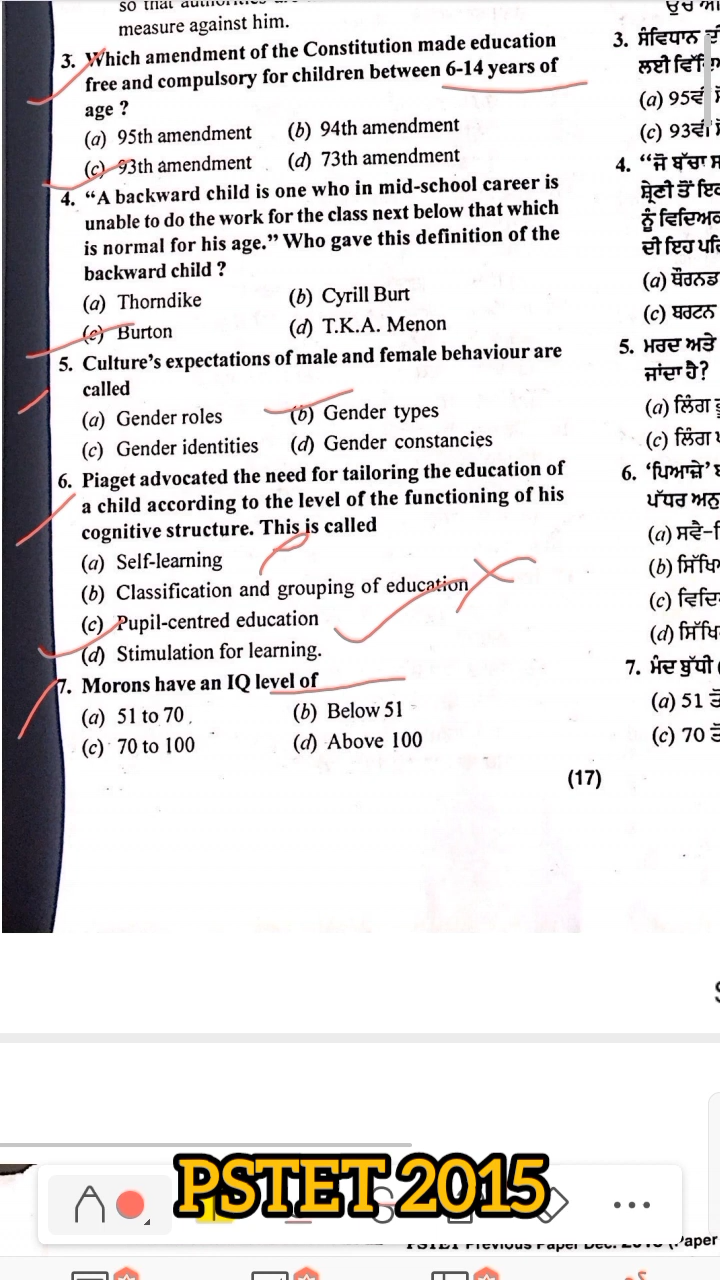 measure against him.
3. Which amendment of the Constitution made education
free and compulsory for children between 6-14 years of
age ?
(a) 95th amendment (b) 94th amendment
(c) 93th amendment (d) 73th amendment
4. “A backward child is one who in mid-school career is
unable to do the work for the class next below that which
is normal for his age.” Who gave this definition of the
backward child ?
(a) Thorndike (b) Cyrill Burt
(c) Burton (d) T.K.A. Menon
5. Culture’s expectations of male and female behaviour are
called
(a) Gender roles (b) Gender types
(c) Gender identities (d) Gender constancies
6. Piaget advocated the need for tailoring the education of
a child according to the level of the functioning of his
cognitive structure. This is called
(a) Self-learning
(b) Classification and grouping of education
(c) Pupil-centred education
(d) Stimulation for learning.
7. Morons have an IQ level of
(a) 51 to 70 (b) Below 51
(c) 70 to 100 (d) Above 100
(17)
3. ਸੰਵਿਧਾਨ
ਲਈ
(a) 95ਵੀਂ
(c) 93ਵੀਂ
4. “ਜੋ ਬੱਚਾ
ਸ਼੍ਰੇਣੀ ਤੋਂ
ਨੂੰ
ਦੀ ਇਹ
(a)
(c) ਬਰਟਨ
5. ਮਰਦ ਅਤੇ
ਜਾਂਦਾ ਹੈ?
(a) ਲਿੰਗ
(c) ਲਿੰਗ
6. ‘ਪਿਆਜ਼ੇ’
ਪੱਧਰ
(a)
(b)
(c)
(d)
7. ਮੰਦ ਬੁੱਧੀ
(a) 51 ਤੋਂ
(c) 70 ਤੋਂ
PSTET 2015
Paper